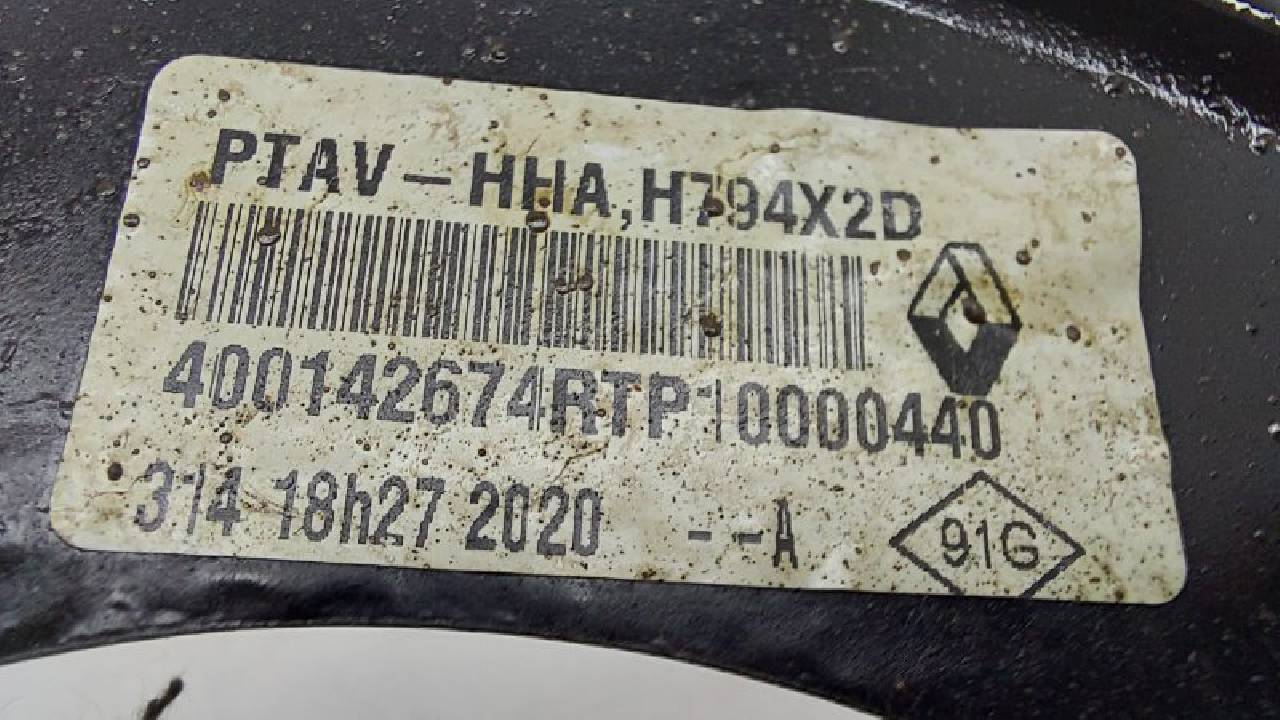 PTAV-HHA,H794X2D
400142674RTP10000440
314 18h27 2020 --A
91G